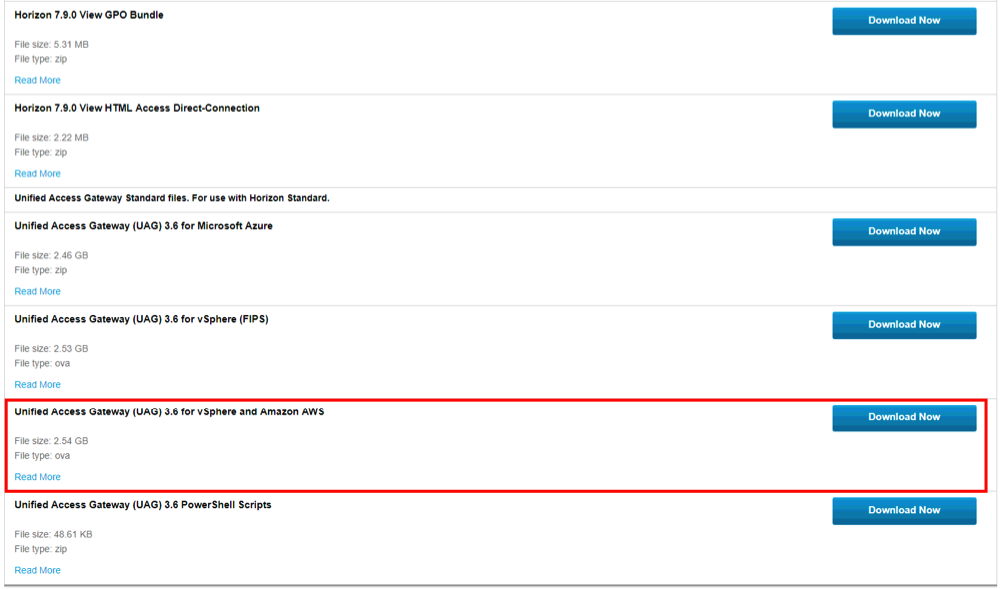 Horizon 7.9.0 View GPO Bundle
Download Now
File size: 5.31 MB
File type: zip
Read More
Horizon 7.9.0 View HTML Access Direct-Connection
Download Now
File size: 2.22 MB
File type: zip
Read More
Unified Access Gateway Standard files. For use with Horizon Standard.
Unified Access Gateway (UAG) 3.6 for Microsoft Azure
Download Now
File size: 2.46 GB
File type: zip
Read More
Unified Access Gateway (UAG) 3.6 for vSphere (FIPS)
Download Now
File size: 2.53 GB
File type: ova
Read More
Unified Access Gateway (UAG) 3.6 for vSphere and Amazon AWS
Download Now
File size: 2.54 GB
File type: ova
Read More
Unified Access Gateway (UAG) 3.6 PowerShell Scripts
Download Now
File size: 48.61 KB
File type: zip
Read More